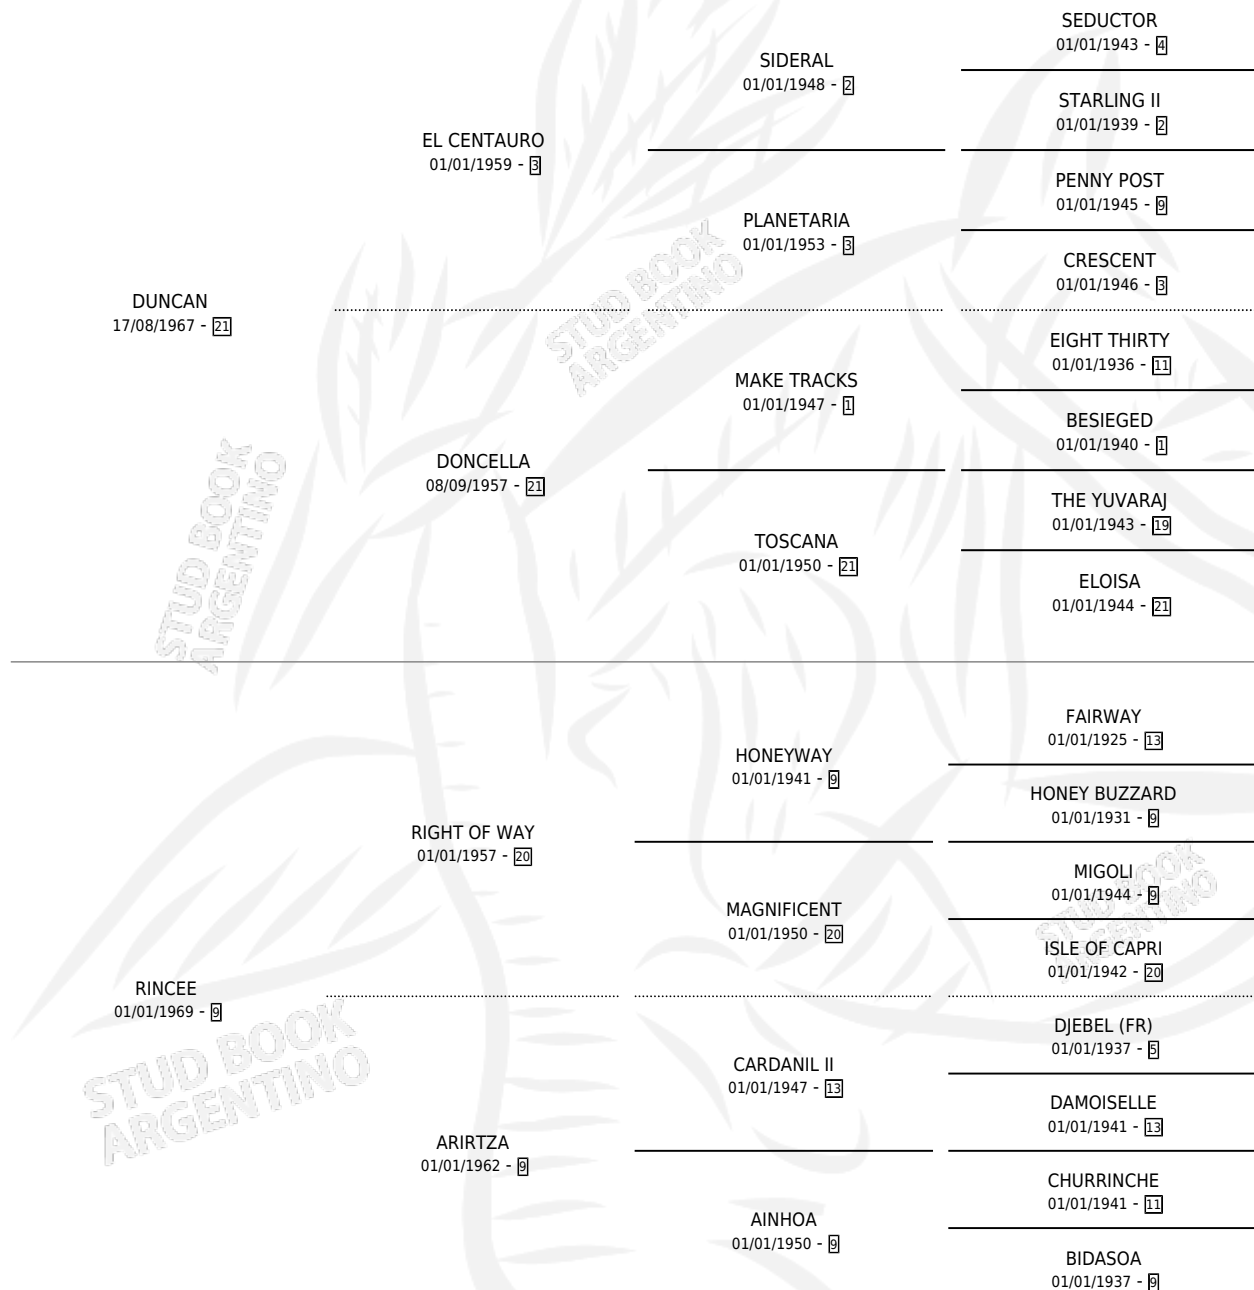 SEDUCTOR
01/01/1943 - 4
SIDERAL
01/01/1948 - 2
STARLING II
01/01/1939 - 2
EL CENTAURO
01/01/1959 - 3
PENNY POST
01/01/1945 - 9
PLANETARIA
01/01/1953 - 3
CRESCENT
01/01/1946 - 3
DUNCAN
17/08/1967 - 21
EIGHT THIRTY
01/01/1936 - 11
MAKE TRACKS
01/01/1947 - 1
BESIEGED
01/01/1940 - 1
DONCELLA
08/09/1957 - 21
THE YUVARAJ
01/01/1943 - 19
TOSCANA
01/01/1950 - 21
ELOISA
01/01/1944 - 21
FAIRWAY
01/01/1925 - 13
HONEYWAY
01/01/1941 - 9
HONEY BUZZARD
01/01/1931 - 9
RIGHT OF WAY
01/01/1957 - 20
MIGOLI
01/01/1944 - 9
MAGNIFICENT
01/01/1950 - 20
ISLE OF CAPRI
01/01/1942 - 20
RINCEE
01/01/1969 - 9
DJEBEL (FR)
01/01/1937 - 5
CARDANIL II
01/01/1947 - 13
DAMOISELLE
01/01/1941 - 13
ARIRTZA
01/01/1962 - 9
CHURRINCHE
01/01/1941 - 11
AINHOA
01/01/1950 - 9
BIDASOA
01/01/1937 - 9
STUD BOOK
ARGENTINO
STUD BOOK
ARGENTINO
STUD BOOK
ARGENTINO
STUD BOOK
ARGENTINO